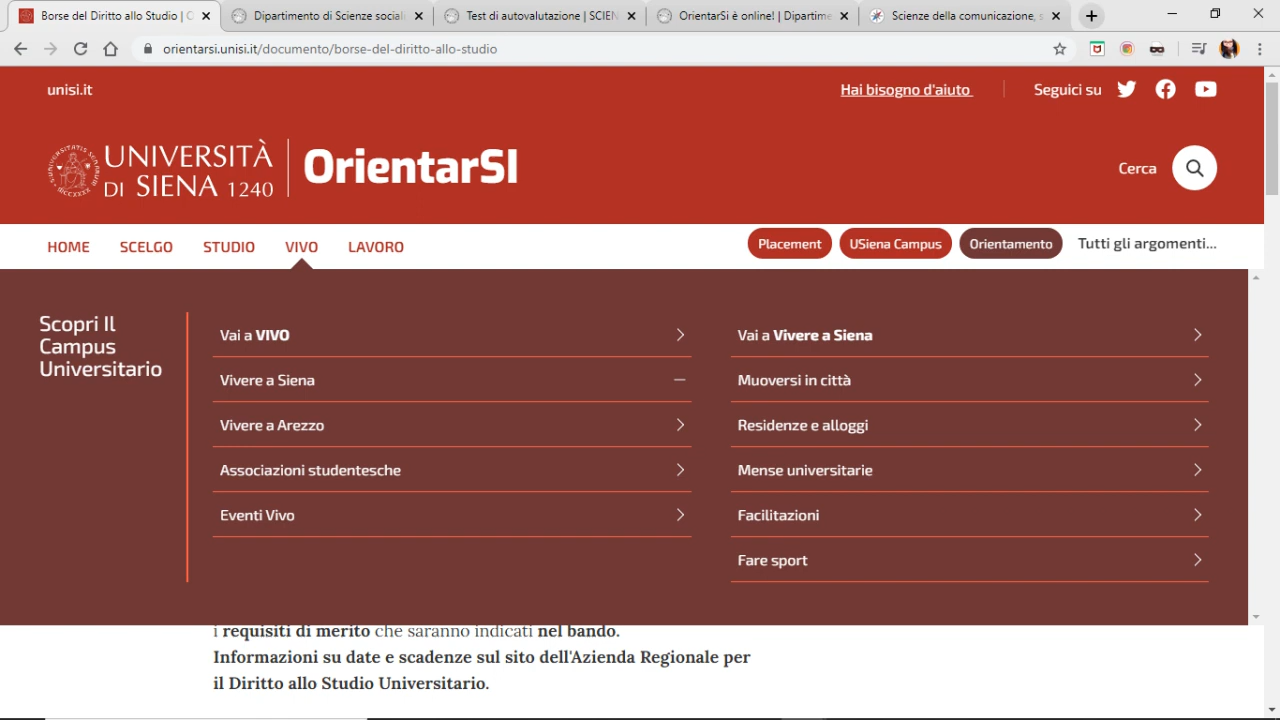 Borse del Diritto allo Studio | O
Dipartimento di Scienze social
Test di autovalutazione | SCIEN
OrientarSi è online! | Dipartime
Scienze della comunicazione, s
orientarsi.unisi.it/documento/borse-del-diritto-allo-studio
unisi.it
Hai bisogno d'aiuto
Seguici su
UNIVERSITÀ
DI SIENA 1240
OrientarSI
Cerca
HOME
SCELGO
STUDIO
VIVO
LAVORO
Placement
USiena Campus
Orientamento
Tutti gli argomenti...
Scopri Il
Campus
Universitario
Vai a VIVO
Vivere a Siena
Vivere a Arezzo
Associazioni studentesche
Eventi Vivo
Vai a Vivere a Siena
Muoversi in città
Residenze e alloggi
Mense universitarie
Facilitazioni
Fare sport
i requisiti di merito che saranno indicati nel bando.
Informazioni su date e scadenze sul sito dell'Azienda Regionale per
il Diritto allo Studio Universitario.